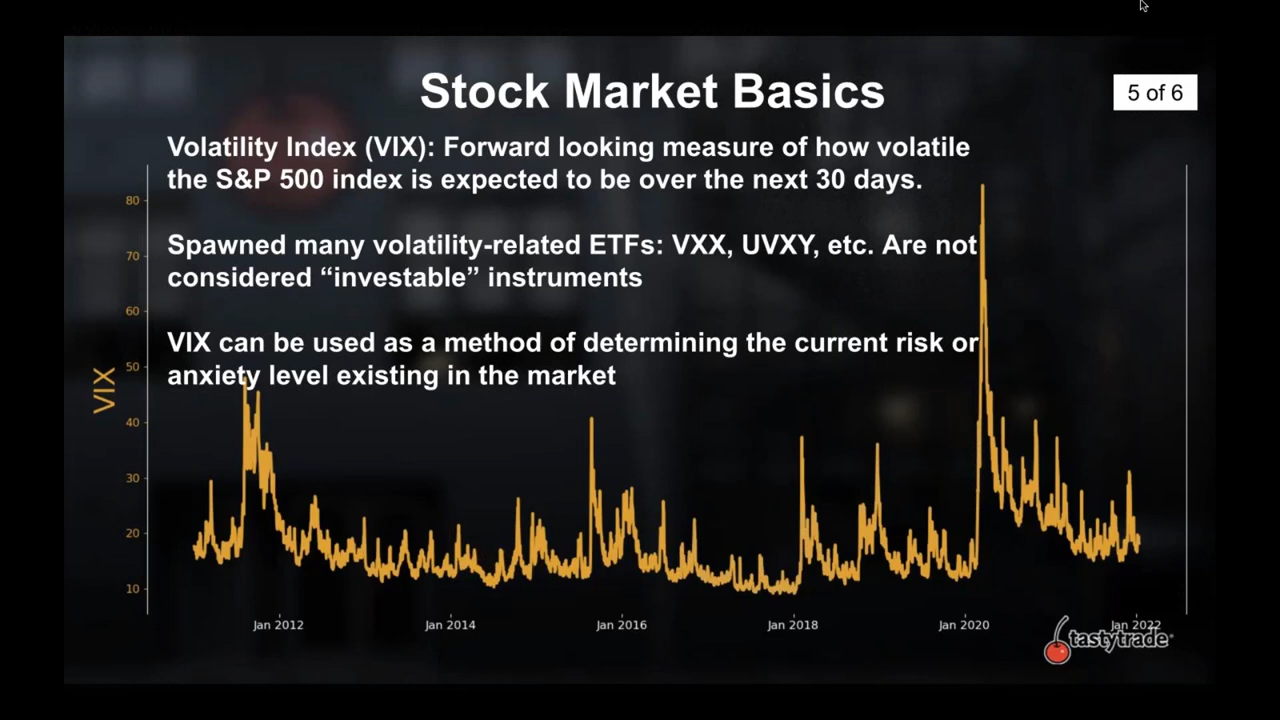 Stock Market Basics
5 of 6
Volatility Index (VIX): Forward looking measure of how volatile
the S&P 500 index is expected to be over the next 30 days.
Spawned many volatility-related ETFs: VXX, UVXY, etc. Are not
considered “investable” instruments
VIX can be used as a method of determining the current risk or
anxiety level existing in the market
VIX
80
70
60
50
40
30
20
10
Jan 2012
Jan 2014
Jan 2016
Jan 2018
Jan 2020
Jan 2022
tastytrade